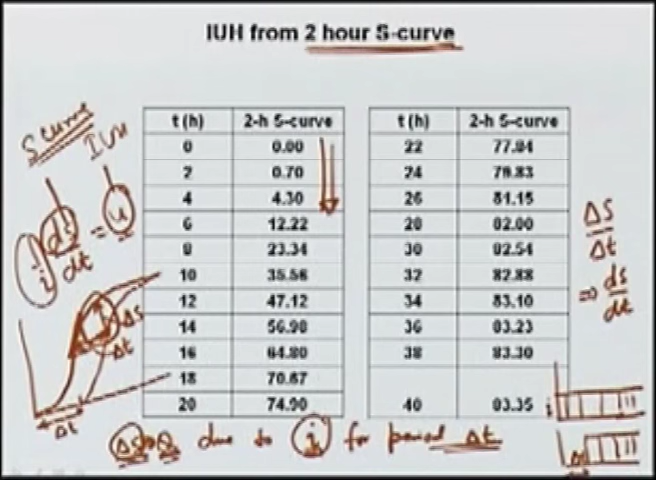 IUH from 2 hour S-curve
t (h) 2-h S-curve t (h) 2-h S-curve
0 0.00 22 77.84
2 0.70 24 79.83
4 4.30 26 81.15
6 12.22 28 82.00
8 23.34 30 82.54
10 35.56 32 82.88
12 47.12 34 83.10
14 56.98 36 83.23
16 64.80 38 83.30
18 70.87
20 74.90 40 83.35
S curve
IUH
1/i ds/dt = u
Δs
Δt
Δt
ΔS/Δt
⇒ ds/dt
i
Δt
due to i for period Δt